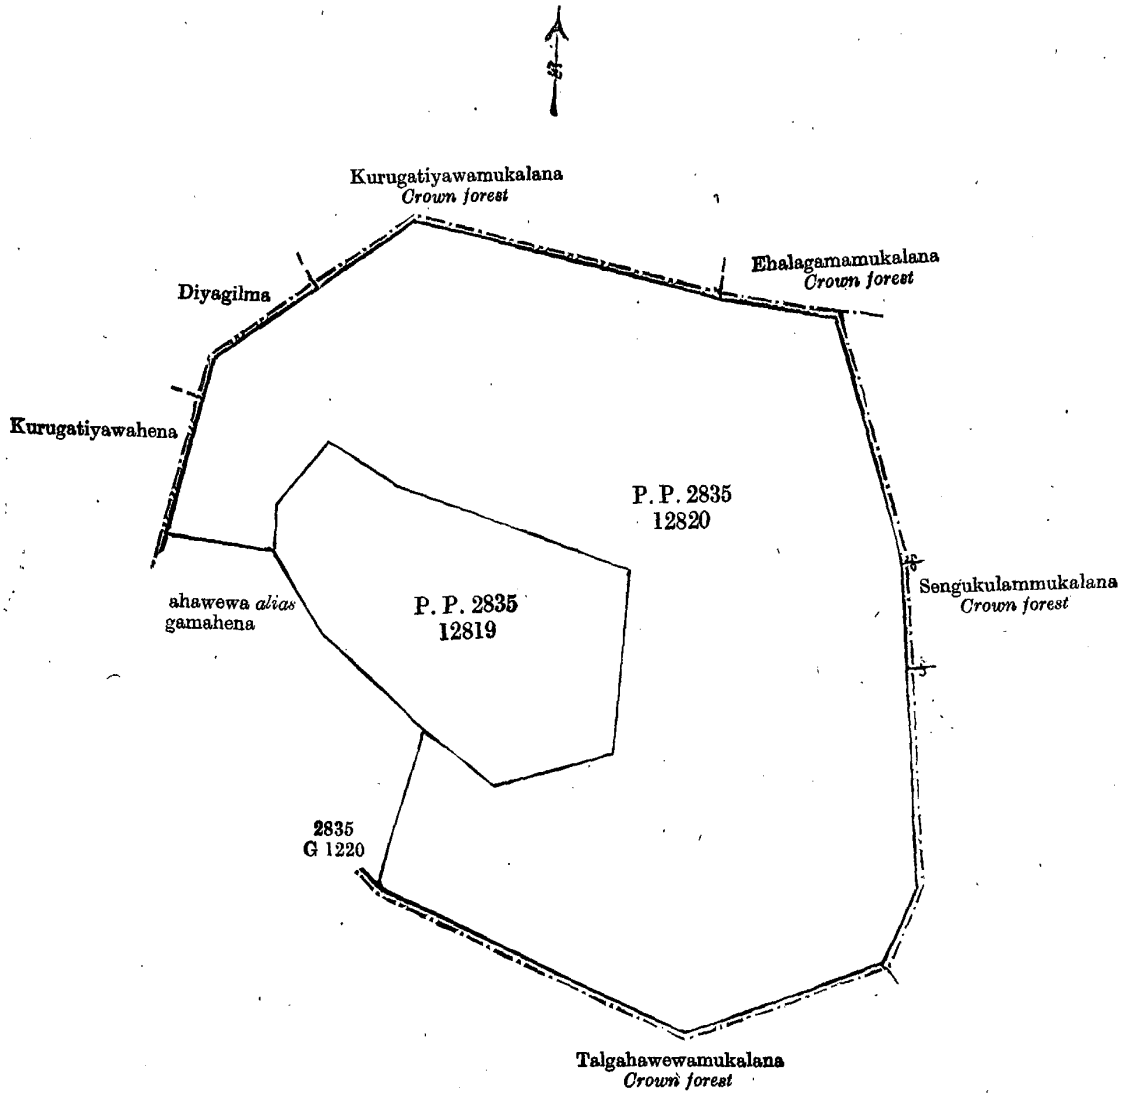 Kurugatiyawamukalana
Crown forest
Ehalagamamukalana
Crown forest
Diyagilma
Kurugatiyawahena
P. P. 2835
12820
Sengukulammukalana
Crown forest
ahawewa alias
gamahena
P. P. 2835
12819
2835
G 1220
Talgahawewamukalana
Crown forest